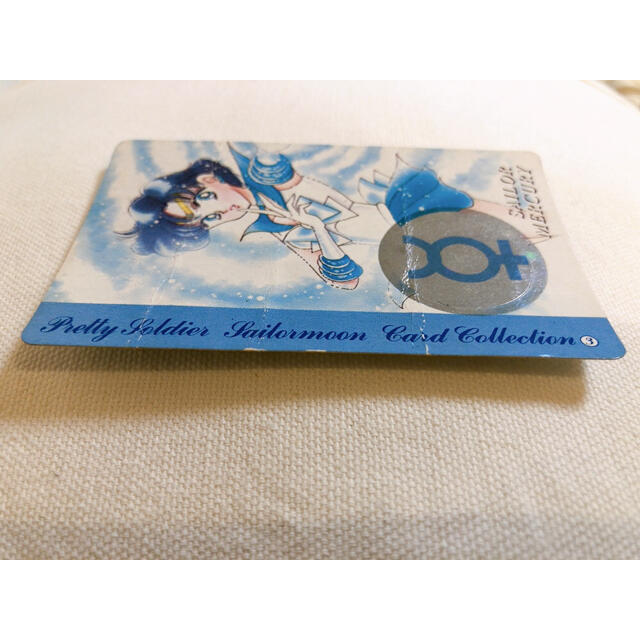 SAILOR
MERCURY
Pretty Soldier Sailormoon Card Collection ③